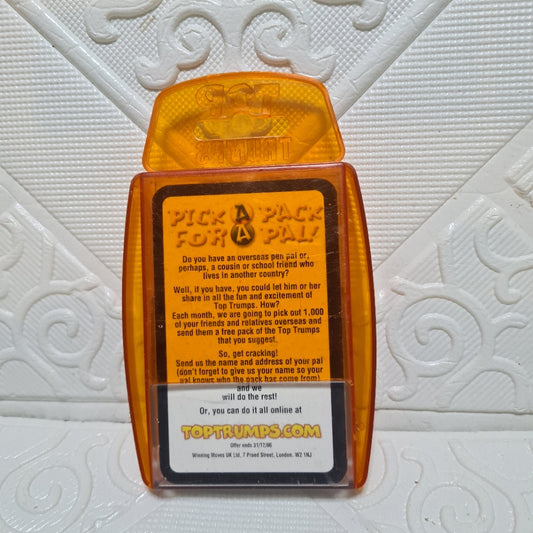 TOP
TRUMPS
PICK A PACK
FOR A PAL!
Do you have an overseas pen pal or,
perhaps, a cousin or school friend who
lives in another country?
Well, if you have, you could let him or her
share in all the fun and excitement of
Top Trumps. How?
Each month, we are going to pick out 1,000
of your friends and relatives overseas and
send them a free pack of the Top Trumps
that you suggest.
So, get cracking!
Send us the name and address of your pal
(don't forget to give us your name so your
pal knows who the pack has come from)
and we
will do the rest!
Or, you can do it all online at
TOPTRUMPS.COM
Offer ends 31/12/06
Winning Moves UK Ltd, 7 Praed Street, London. W2 1NJ